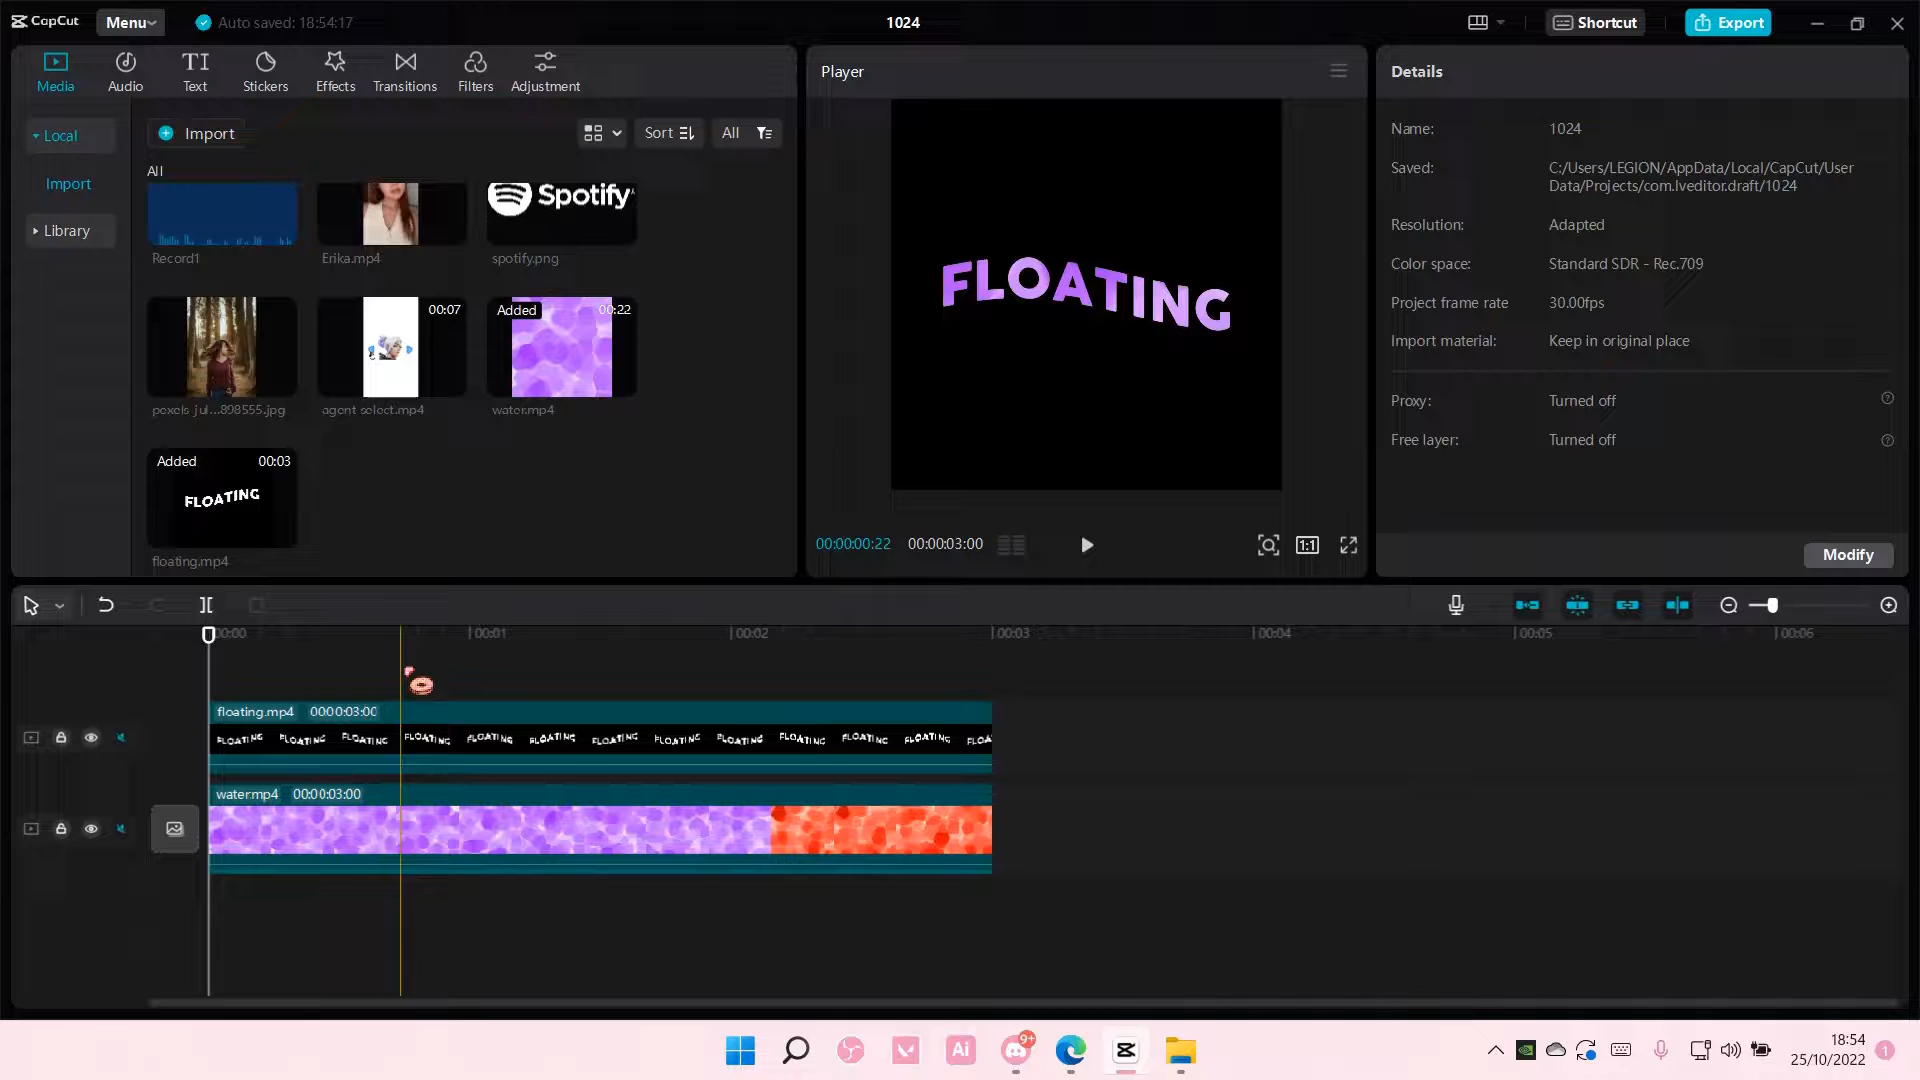 CapCut
Menu
Auto saved: 18:54:17
1024
Shortcut
Export
Media
Audio
Text
Stickers
Effects
Transitions
Filters
Adjustment
Player
Details
Local
Import
Library
Import
Sort
All
All
Spotify
Record1
Erika.mp4
spotify.png
00:07
Added
00:22
pexels-jul...898555.jpg
agent select.mp4
water.mp4
Added
00:03
FLOATING
floating.mp4
FLOATING
00:00:00:22
00:00:03:00
1:1
Name:
1024
Saved:
C:/Users/LEGION/AppData/Local/CapCut/User
Data/Projects/com.lveditor.draft/1024
Resolution:
Adapted
Color space:
Standard SDR - Rec.709
Project frame rate
30.00fps
Import material:
Keep in original place
Proxy:
Turned off
Free layer:
Turned off
Modify
00:00
00:01
00:02
00:03
00:04
00:05
00:06
floating.mp4 00:00:03:00
FLOATING FLOATING FLOATING FLOATING FLOATING FLOATING FLOATING FLOATING FLOATING FLOATING FLOATING FLOATING FLOA
water.mp4 00:00:03:00
Ai
9+
18:54
25/10/2022
1